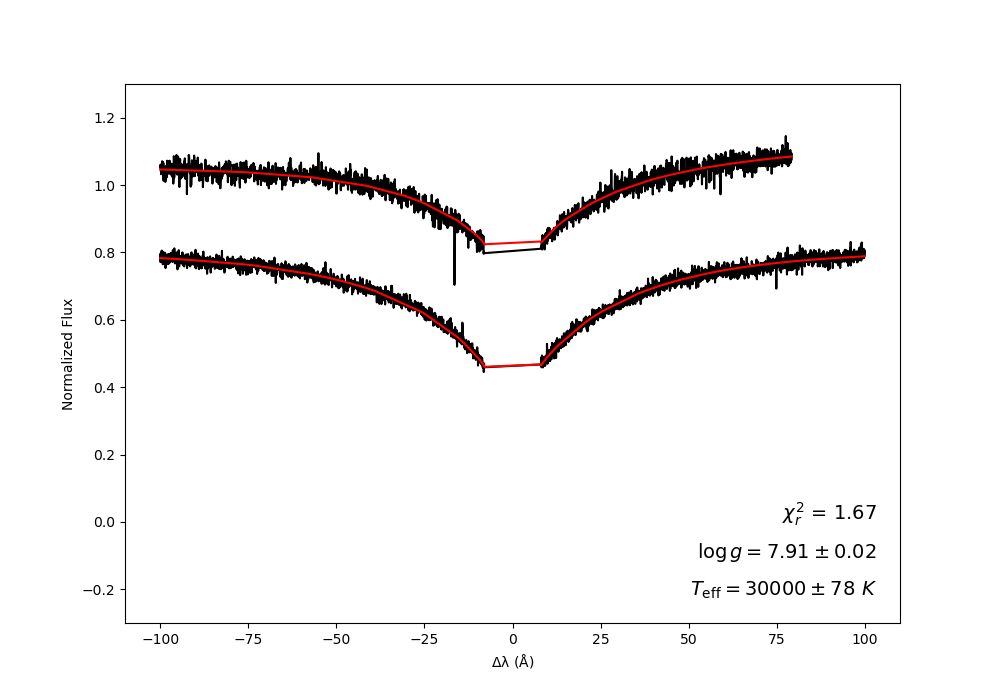 1.2
1.0
0.8
0.6
0.4
0.2
0.0
−0.2
Normalized Flux
χ²ᵣ = 1.67
log g = 7.91 ± 0.02
T_eff = 30000 ± 78 K
−100 −75 −50 −25 0 25 50 75 100
Δλ (Å)